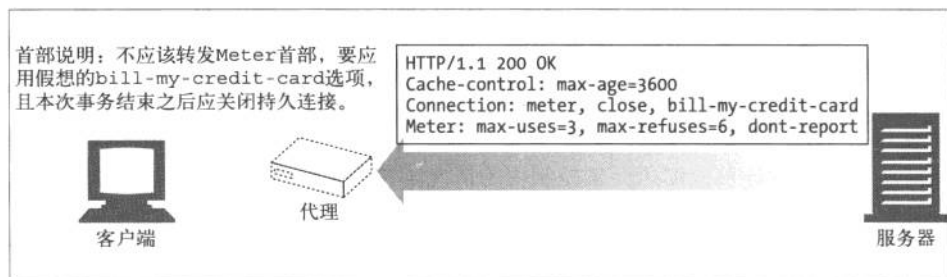 首部说明：不应该转发Meter首部，要应
用假想的bill-my-credit-card选项，
且本次事务结束之后应关闭持久连接。
HTTP/1.1 200 OK
Cache-control: max-age=3600
Connection: meter, close, bill-my-credit-card
Meter: max-uses=3, max-refuses=6, dont-report
代理
客户端
服务器